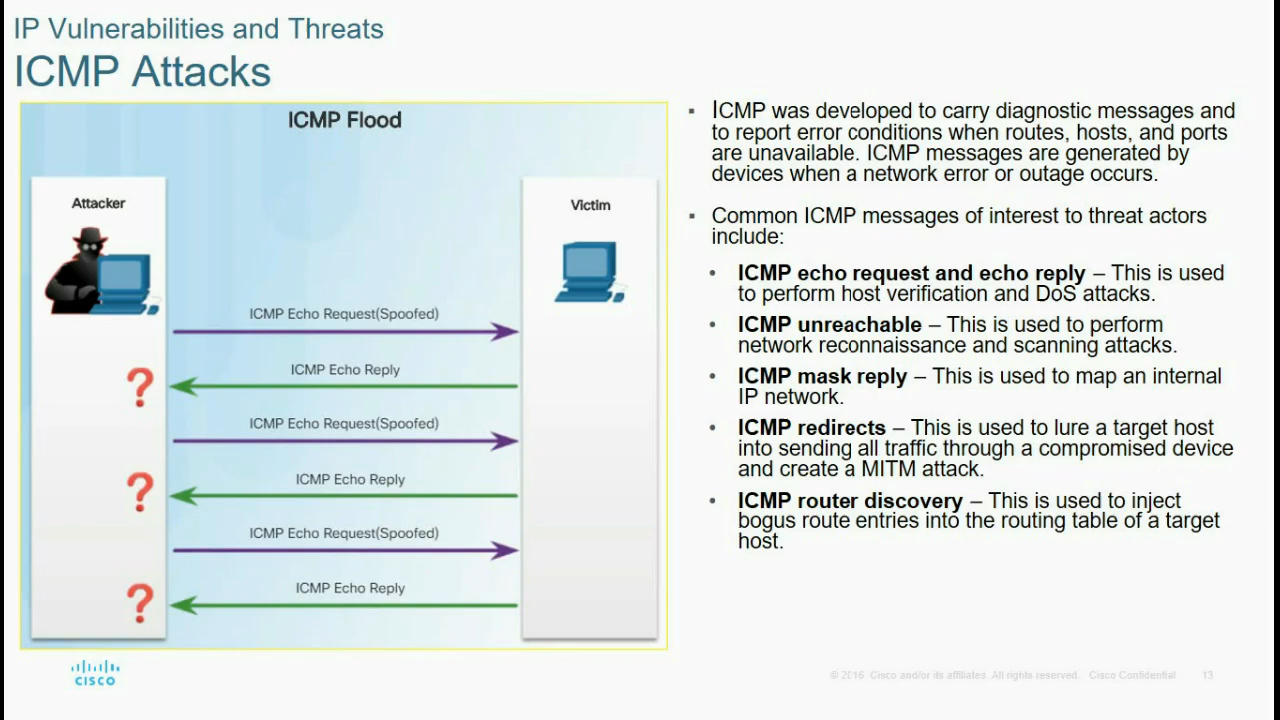 IP Vulnerabilities and Threats
ICMP Attacks
ICMP Flood
Attacker
Victim
ICMP Echo Request(Spoofed)
?
ICMP Echo Reply
ICMP Echo Request(Spoofed)
?
ICMP Echo Reply
ICMP Echo Request(Spoofed)
?
ICMP Echo Reply
▪ ICMP was developed to carry diagnostic messages and
to report error conditions when routes, hosts, and ports
are unavailable. ICMP messages are generated by
devices when a network error or outage occurs.
▪ Common ICMP messages of interest to threat actors
include:
• ICMP echo request and echo reply – This is used
to perform host verification and DoS attacks.
• ICMP unreachable – This is used to perform
network reconnaissance and scanning attacks.
• ICMP mask reply – This is used to map an internal
IP network.
• ICMP redirects – This is used to lure a target host
into sending all traffic through a compromised device
and create a MITM attack.
• ICMP router discovery – This is used to inject
bogus route entries into the routing table of a target
host.
CISCO
© 2016 Cisco and/or its affiliates. All rights reserved. Cisco Confidential
13